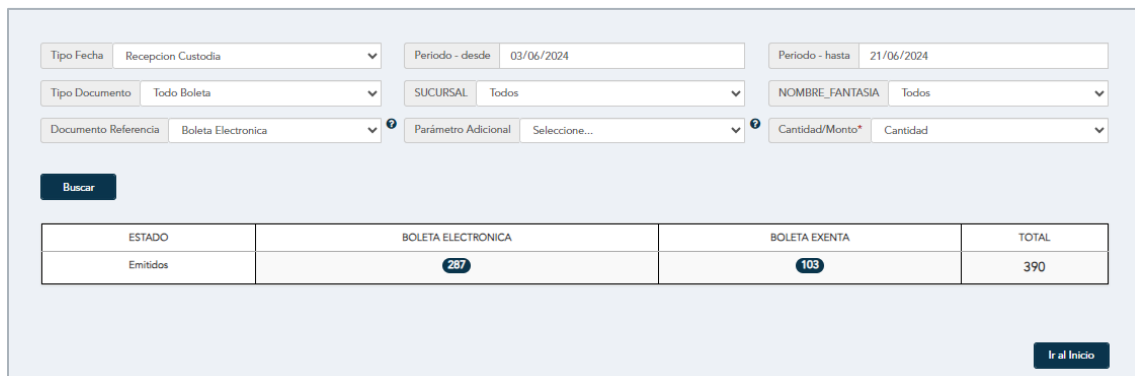 Tipo Fecha Recepcion Custodia Periodo - desde 03/06/2024 Periodo - hasta 21/06/2024
Tipo Documento Todo Boleta SUCURSAL Todos NOMBRE_FANTASIA Todos
Documento Referencia Boleta Electronica ? Parámetro Adicional Seleccione... ? Cantidad/Monto* Cantidad
Buscar
ESTADO BOLETA ELECTRONICA BOLETA EXENTA TOTAL
Emitidos 287 103 390
Ir al Inicio